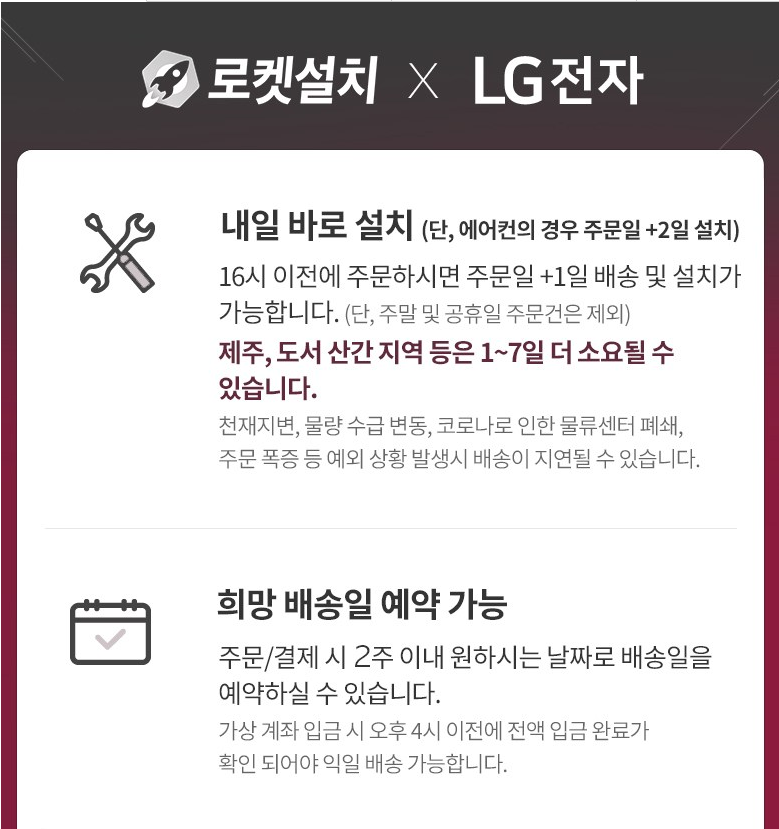 로켓설치 X LG전자
내일 바로 설치 (단, 에어컨의 경우 주문일 +2일 설치)
16시 이전에 주문하시면 주문일 +1일 배송 및 설치가
가능합니다. (단, 주말 및 공휴일 주문건은 제외)
제주, 도서 산간 지역 등은 1~7일 더 소요될 수
있습니다.
천재지변, 물량 수급 변동, 코로나로 인한 물류센터 폐쇄,
주문 폭증 등 예외 상황 발생시 배송이 지연될 수 있습니다.
희망 배송일 예약 가능
주문/결제 시 2주 이내 원하시는 날짜로 배송일을
예약하실 수 있습니다.
가상 계좌 입금 시 오후 4시 이전에 전액 입금 완료가
확인 되어야 익일 배송 가능합니다.